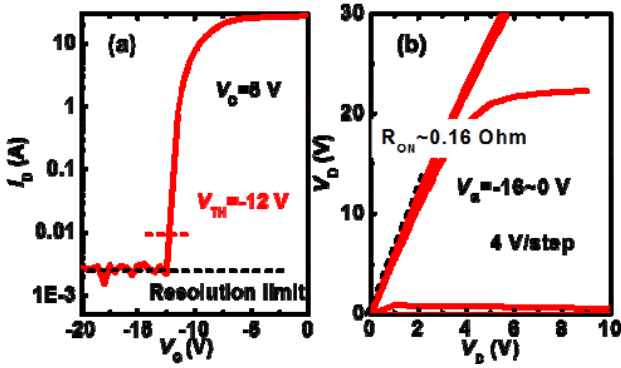 (a)
V_D=5 V
V_TH=-12 V
Resolution limit
I_D (A)
10
1
0.1
0.01
1E-3
-20 -15 -10 -5 0
V_G(V)
(b)
R_ON~0.16 Ohm
V_G=-16~0 V
4 V/step
V_D(V)
30
20
10
0
0 2 4 6 8 10
V_D (V)